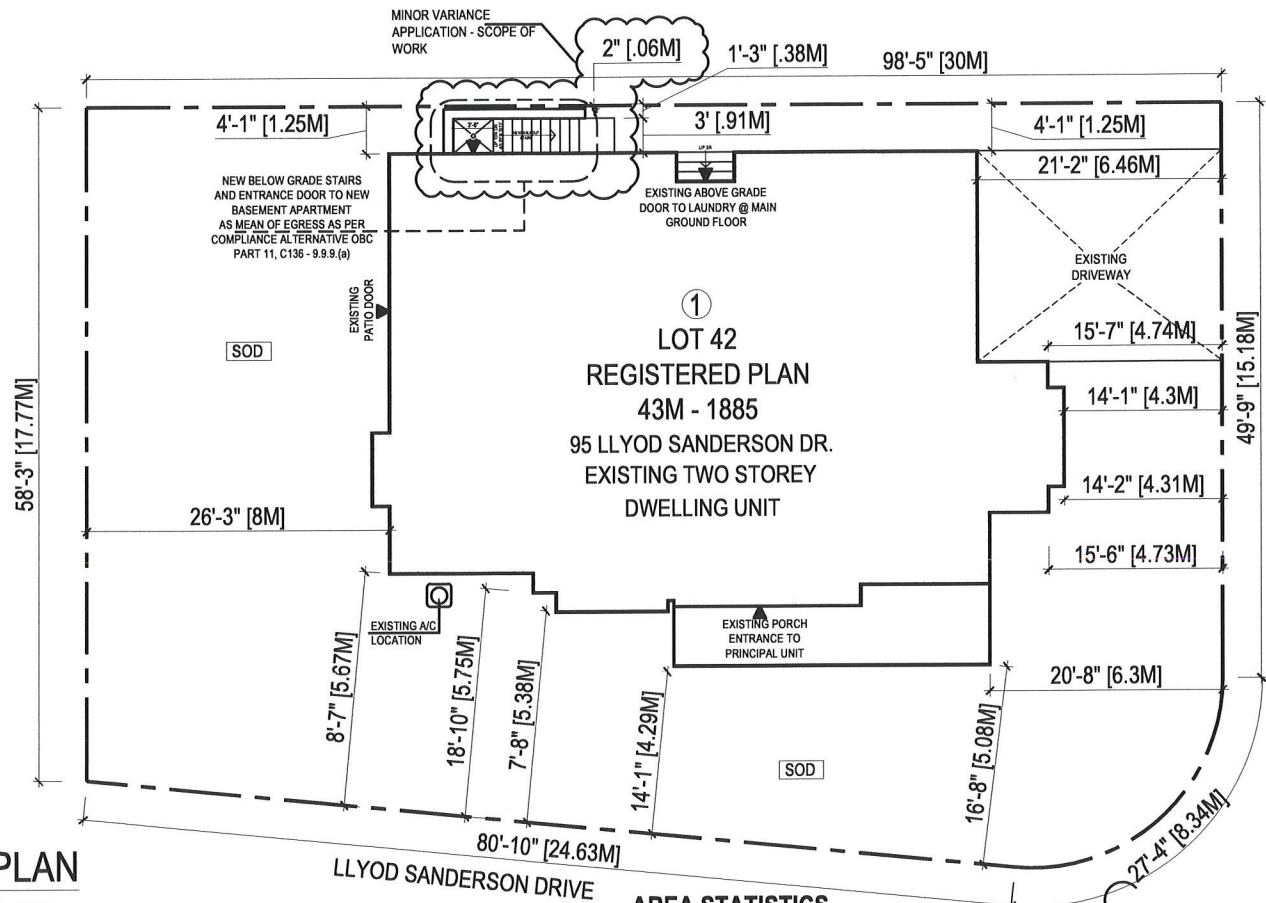 MINOR VARIANCE
APPLICATION - SCOPE OF
WORK
2" [.06M]
1'-3" [.38M]
98'-5" [30M]
4'-1" [1.25M]
3' [.91M]
4'-1" [1.25M]
21'-2" [6.46M]
3'-6"
UP 2R
NEW BELOW GRADE STAIRS
AND ENTRANCE DOOR TO NEW
BASEMENT APARTMENT
AS MEAN OF EGRESS AS PER
COMPLIANCE ALTERNATIVE OBC
PART 11, C136 - 9.9.9.(a)
EXISTING ABOVE GRADE
DOOR TO LAUNDRY @ MAIN
GROUND FLOOR
EXISTING
DRIVEWAY
EXISTING
PATIO DOOR
SOD
1
LOT 42
REGISTERED PLAN
43M - 1885
95 LLYOD SANDERSON DR.
EXISTING TWO STOREY
DWELLING UNIT
15'-7" [4.74M]
14'-1" [4.3M]
49'-9" [15.18M]
58'-3" [17.77M]
14'-2" [4.31M]
26'-3" [8M]
15'-6" [4.73M]
EXISTING A/C
LOCATION
EXISTING PORCH
ENTRANCE TO
PRINCIPAL UNIT
20'-8" [6.3M]
8'-7" [5.67M]
18'-10" [5.75M]
7'-8" [5.38M]
14'-1" [4.29M]
16'-8" [5.08M]
SOD
80'-10" [24.63M]
27'-4" [8.34M]
PLAN
LLYOD SANDERSON DRIVE
AREA STATISTICS